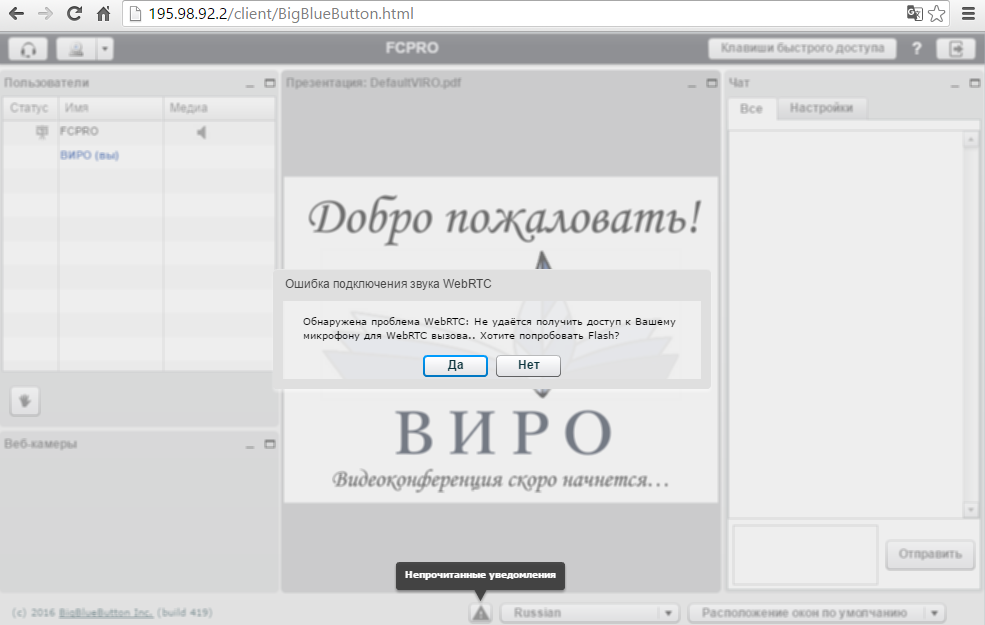 195.98.92.2/client/BigBlueButton.html
FCPRO
Клавиши быстрого доступа
?
Пользователи
Презентация: DefaultVIRO.pdf
Чат
Статус Имя Медиа
Все Настройки
FCPRO
ВИРО (вы)
Добро пожаловать!
Ошибка подключения звука WebRTC
Обнаружена проблема WebRTC: Не удаётся получить доступ к Вашему
микрофону для WebRTC вызова.. Хотите попробовать Flash?
Да Нет
ВИРО
Веб-камеры
Видеоконференция скоро начнется...
Отправить
Непрочитанные уведомления
(c) 2016 BigBlueButton Inc. (build 419)
Russian
Расположение окон по умолчанию